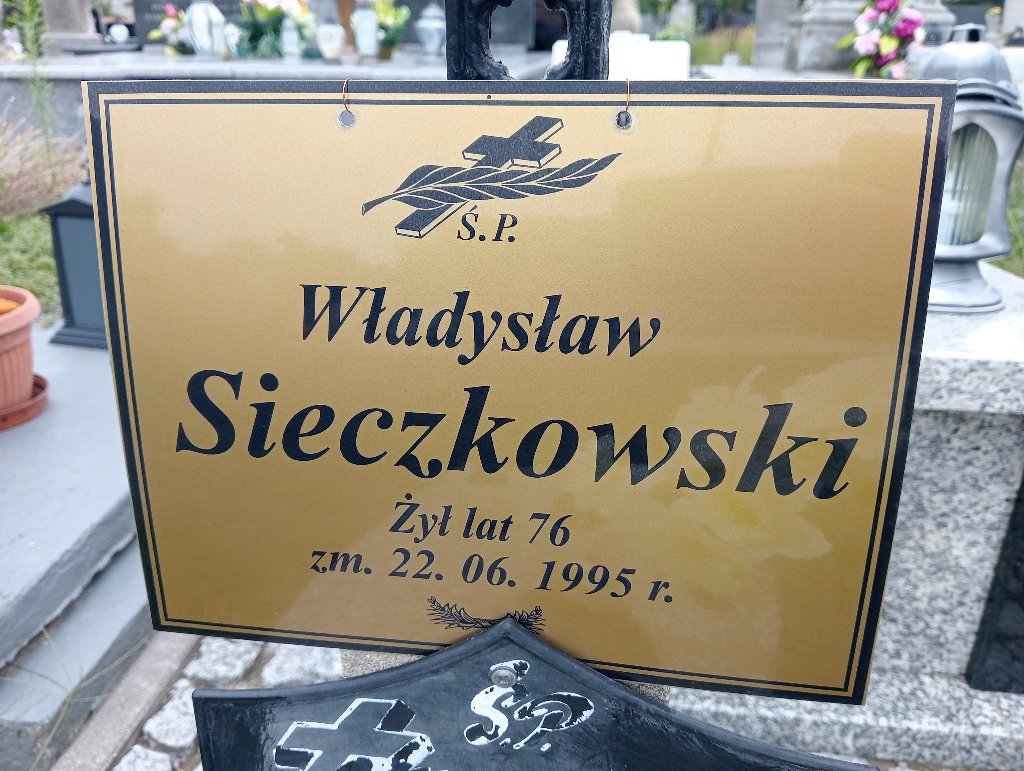 Ś.P.
Władysław
Sieczkowski
Żył lat 76
zm. 22. 06. 1995 r.
Ś.P.